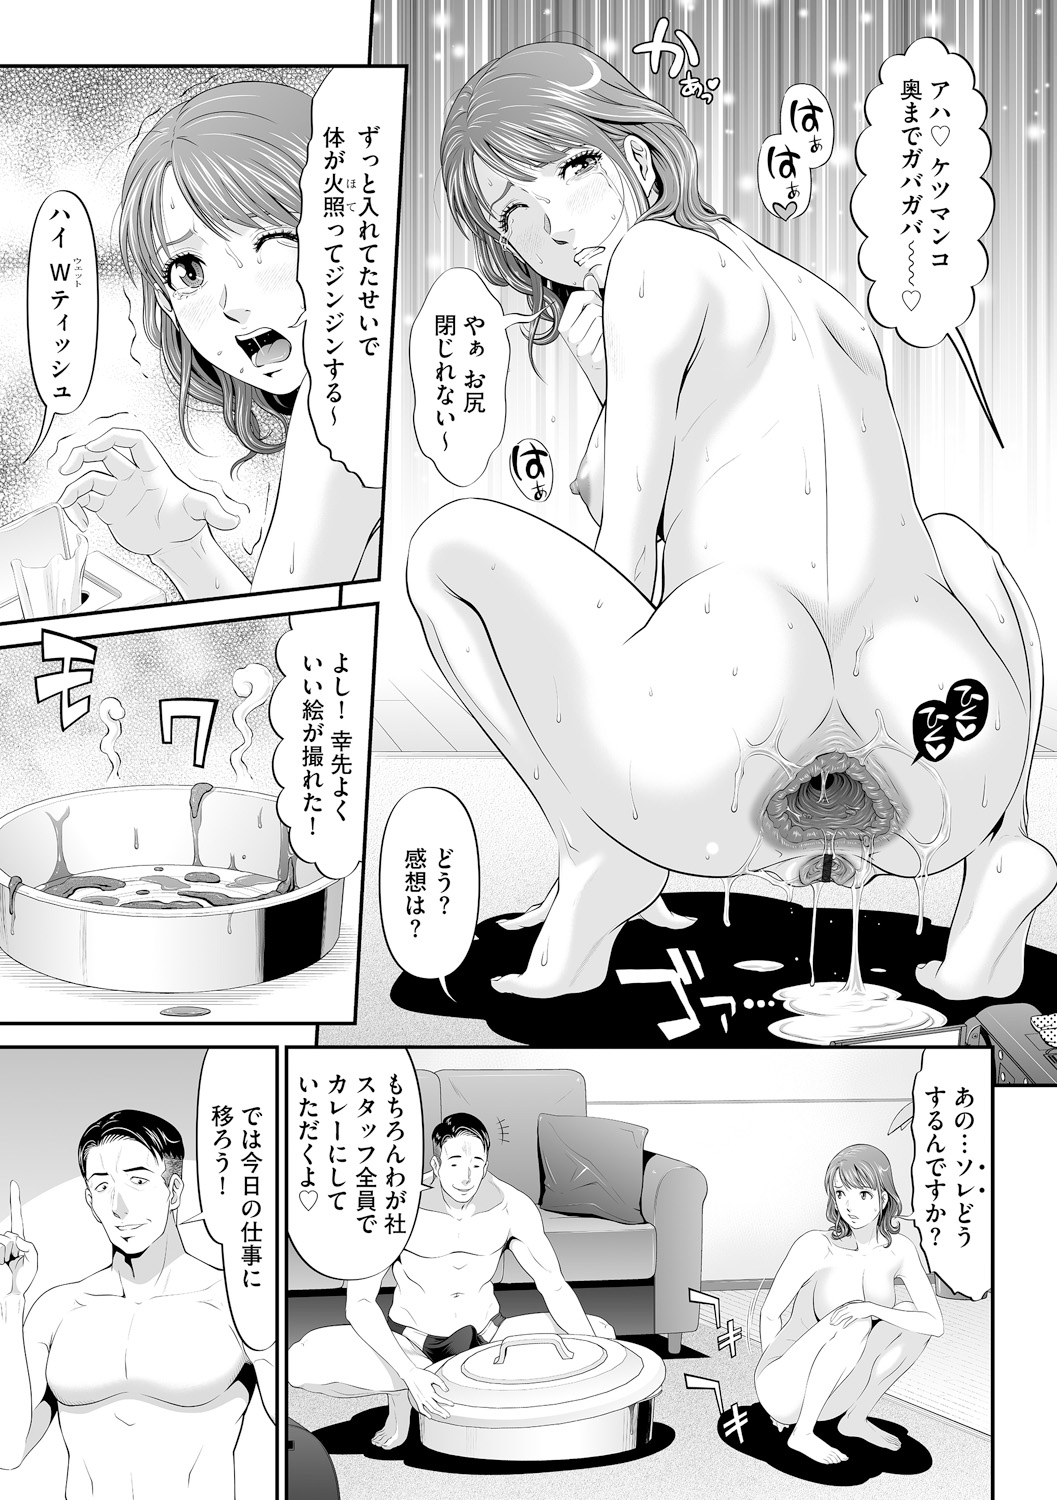 アハ♡ ケツマンコ
奥までガバガバ〜〜♡
かぁっ♡
はぁ
はぁ♡
やぁ お尻
閉じれない〜
はぁ
ひく♡
ひく♡
ゴプァ…
どう?
感想は?
ずっと入れてたせいで
体が火照ってジンジンする〜
ほて
ハイ Wティッシュ
ウエット
よし! 幸先よく
いい絵が撮れた!
モワ
あの…ソレどう
するんですか?
もちろんわが社
スタッフ全員で
カレーにして
いただくよ♡
フキ
フキ
では今日の仕事に
移ろう!